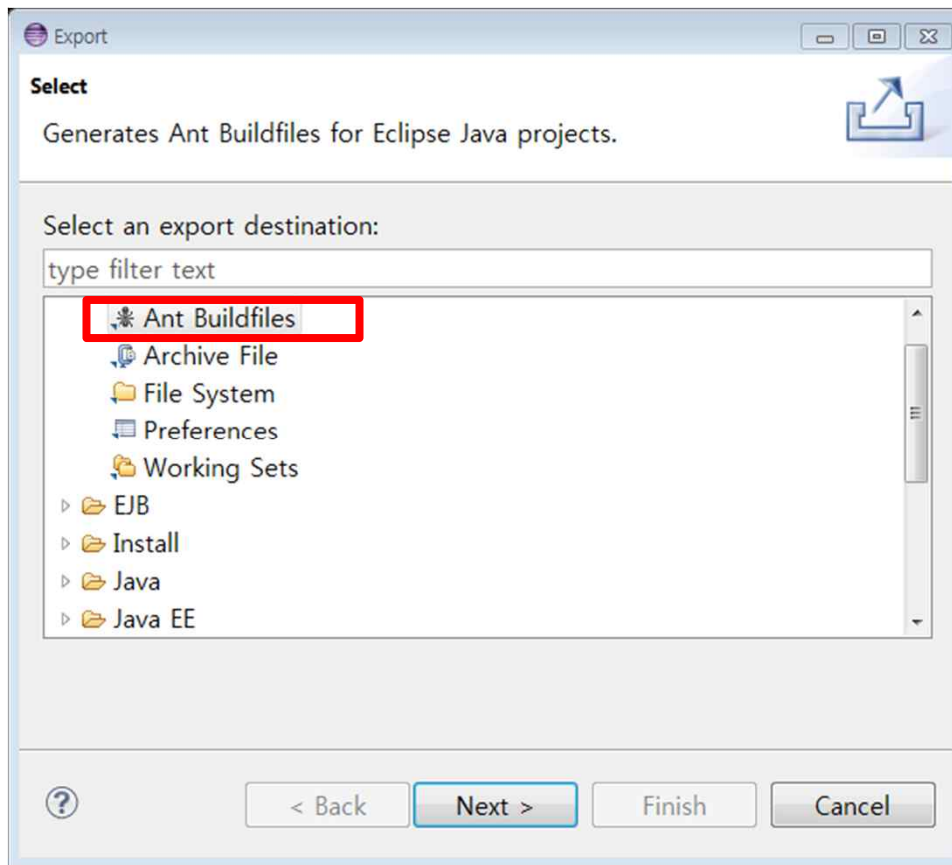 Export
Select
Generates Ant Buildfiles for Eclipse Java projects.
Select an export destination:
type filter text
Ant Buildfiles
Archive File
File System
Preferences
Working Sets
EJB
Install
Java
Java EE
? < Back Next > Finish Cancel